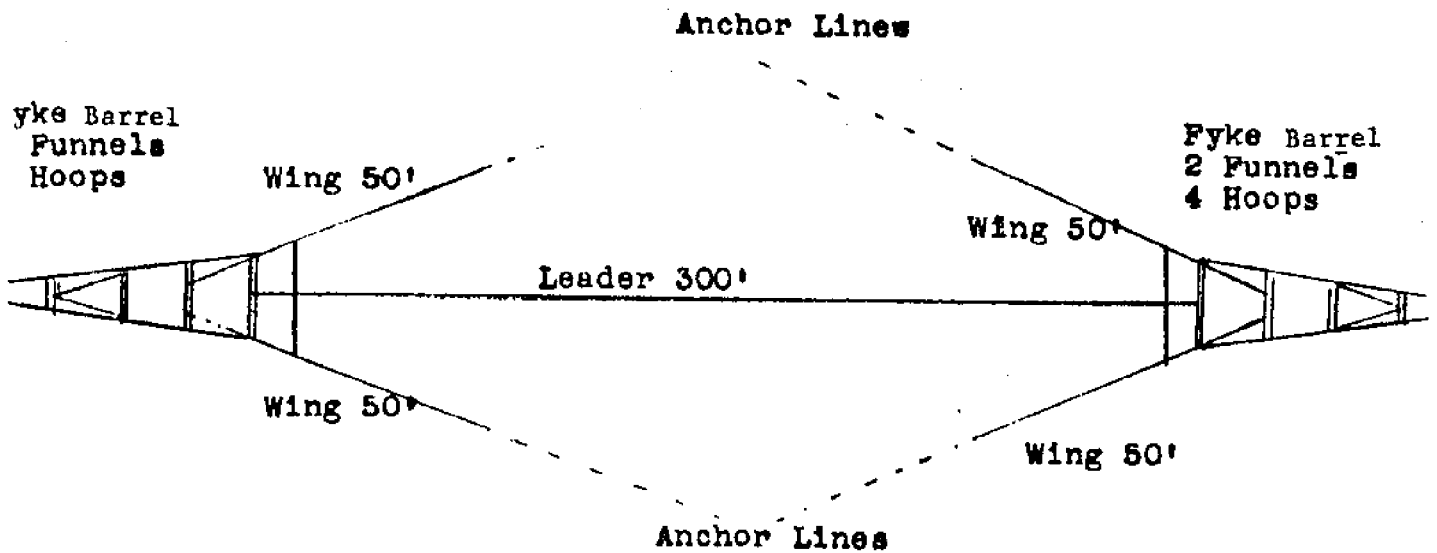 Anchor Lines
yke Barrel
Funnels
Hoops
Fyke Barrel
2 Funnels
4 Hoops
Wing 50'
Wing 50'
Leader 300'
Wing 50'
Wing 50'
Anchor Lines